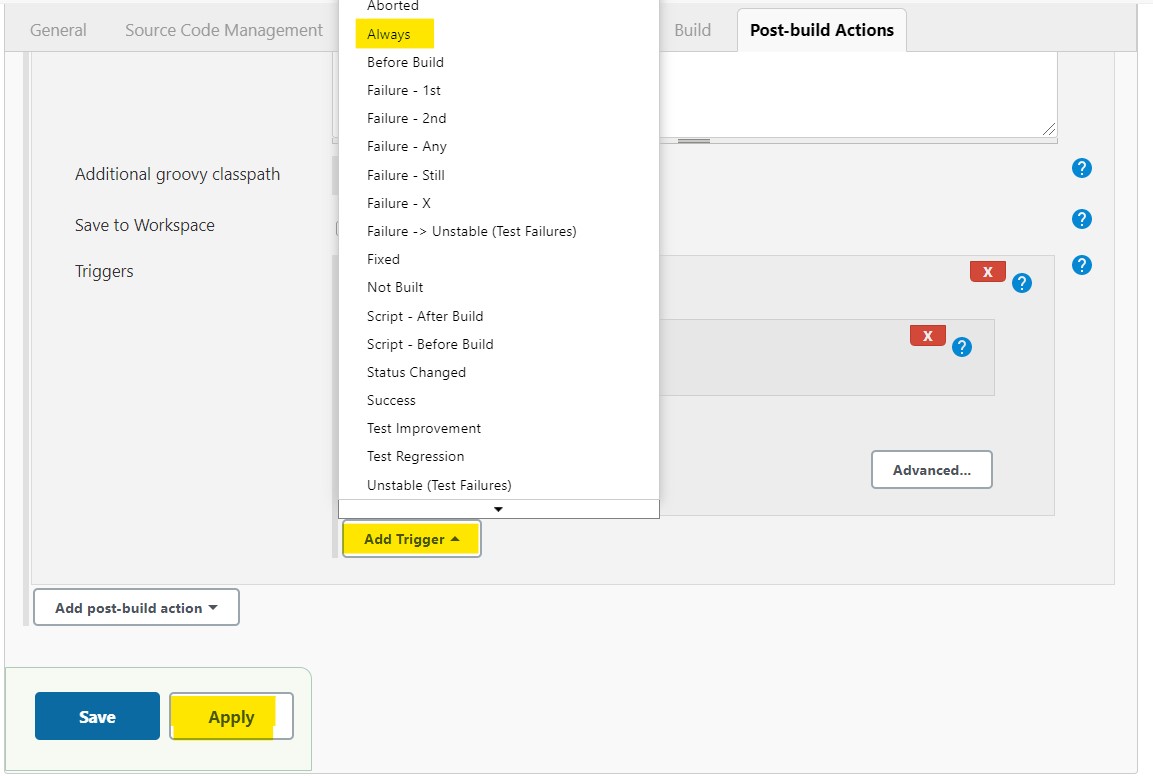 General
Source Code Management
Build
Post-build Actions
Aborted
Always
Before Build
Failure - 1st
Failure - 2nd
Failure - Any
Failure - Still
Failure - X
Failure -> Unstable (Test Failures)
Fixed
Not Built
Script - After Build
Script - Before Build
Status Changed
Success
Test Improvement
Test Regression
Unstable (Test Failures)
Additional groovy classpath
?
Save to Workspace
?
Triggers
?
X
?
X
?
Advanced...
Add Trigger
Add post-build action
Save
Apply